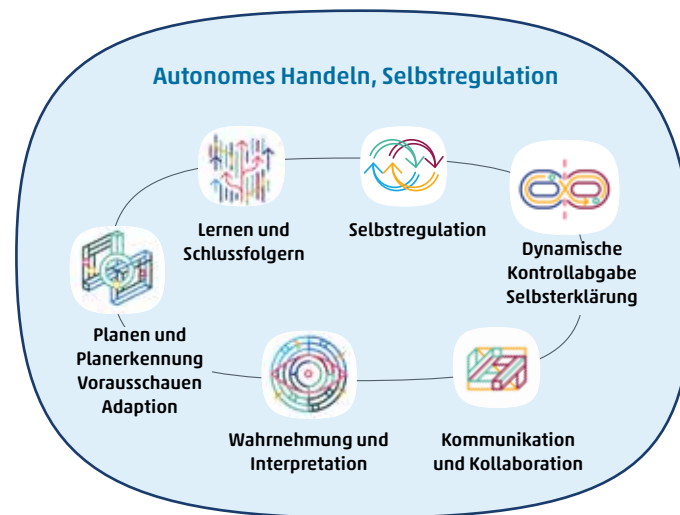 Autonomes Handeln, Selbstregulation
Lernen und
Schlussfolgern
Selbstregulation
Dynamische
Kontrollabgabe
Selbsterklärung
Planen und
Planerkennung
Vorausschauen
Adaption
Wahrnehmung und
Interpretation
Kommunikation
und Kollaboration